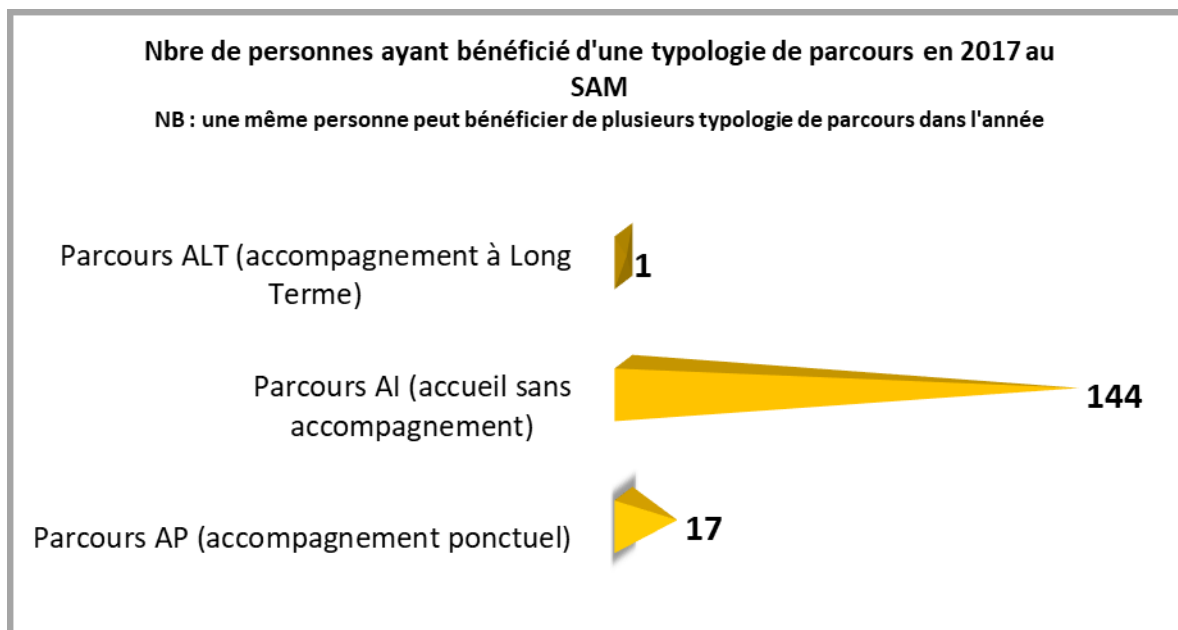 Nbre de personnes ayant bénéficié d'une typologie de parcours en 2017 au
SAM
NB : une même personne peut bénéficier de plusieurs typologie de parcours dans l'année
Parcours ALT (accompagnement à Long
Terme)
1
Parcours AI (accueil sans
accompagnement)
144
Parcours AP (accompagnement ponctuel)
17